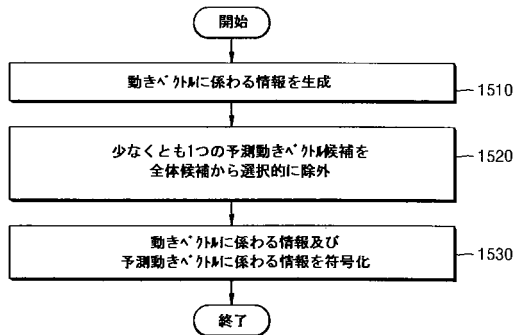 開始
動きベクトルに係わる情報を生成
1510
少なくとも1つの予測動きベクトル候補を
全体候補から選択的に除外
1520
動きベクトルに係わる情報及び
予測動きベクトルに係わる情報を符号化
1530
終了